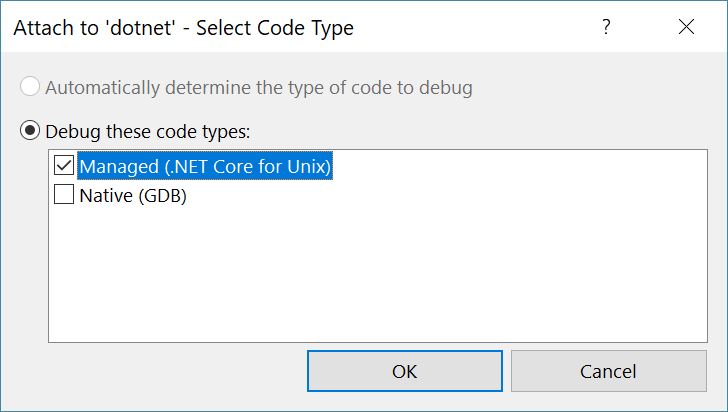 Attach to 'dotnet' - Select Code Type
?
Automatically determine the type of code to debug
Debug these code types:
Managed (.NET Core for Unix)
Native (GDB)
OK Cancel